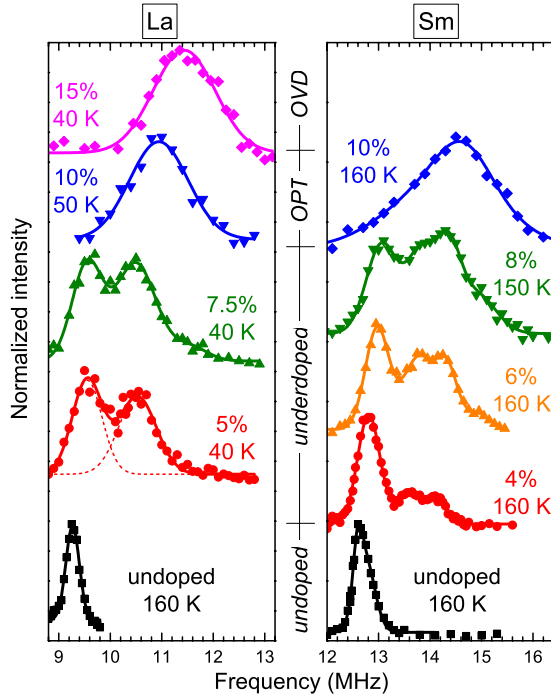 La
Sm
Normalized intensity
15%
40 K
10%
50 K
7.5%
40 K
5%
40 K
undoped
160 K
9 10 11 12 13
OVD
OPT
underdoped
undoped
10%
160 K
8%
150 K
6%
160 K
4%
160 K
undoped
160 K
12 13 14 15 16
Frequency (MHz)